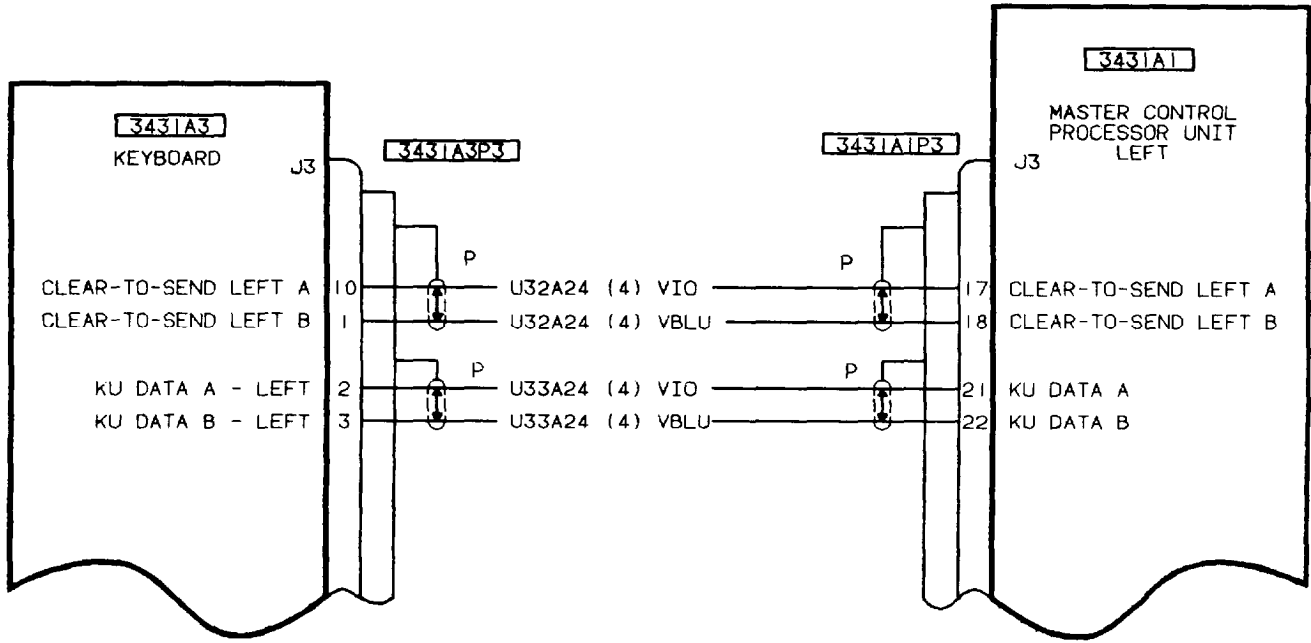 3431A1
MASTER CONTROL
PROCESSOR UNIT
LEFT
J3
3431A3
KEYBOARD
J3
3431A3P3
3431A1P3
P
P
CLEAR-TO-SEND LEFT A 10 U32A24 (4) VIO 17 CLEAR-TO-SEND LEFT A
CLEAR-TO-SEND LEFT B 1 U32A24 (4) VBLU 18 CLEAR-TO-SEND LEFT B
P
P
KU DATA A - LEFT 2 U33A24 (4) VIO 21 KU DATA A
KU DATA B - LEFT 3 U33A24 (4) VBLU 22 KU DATA B